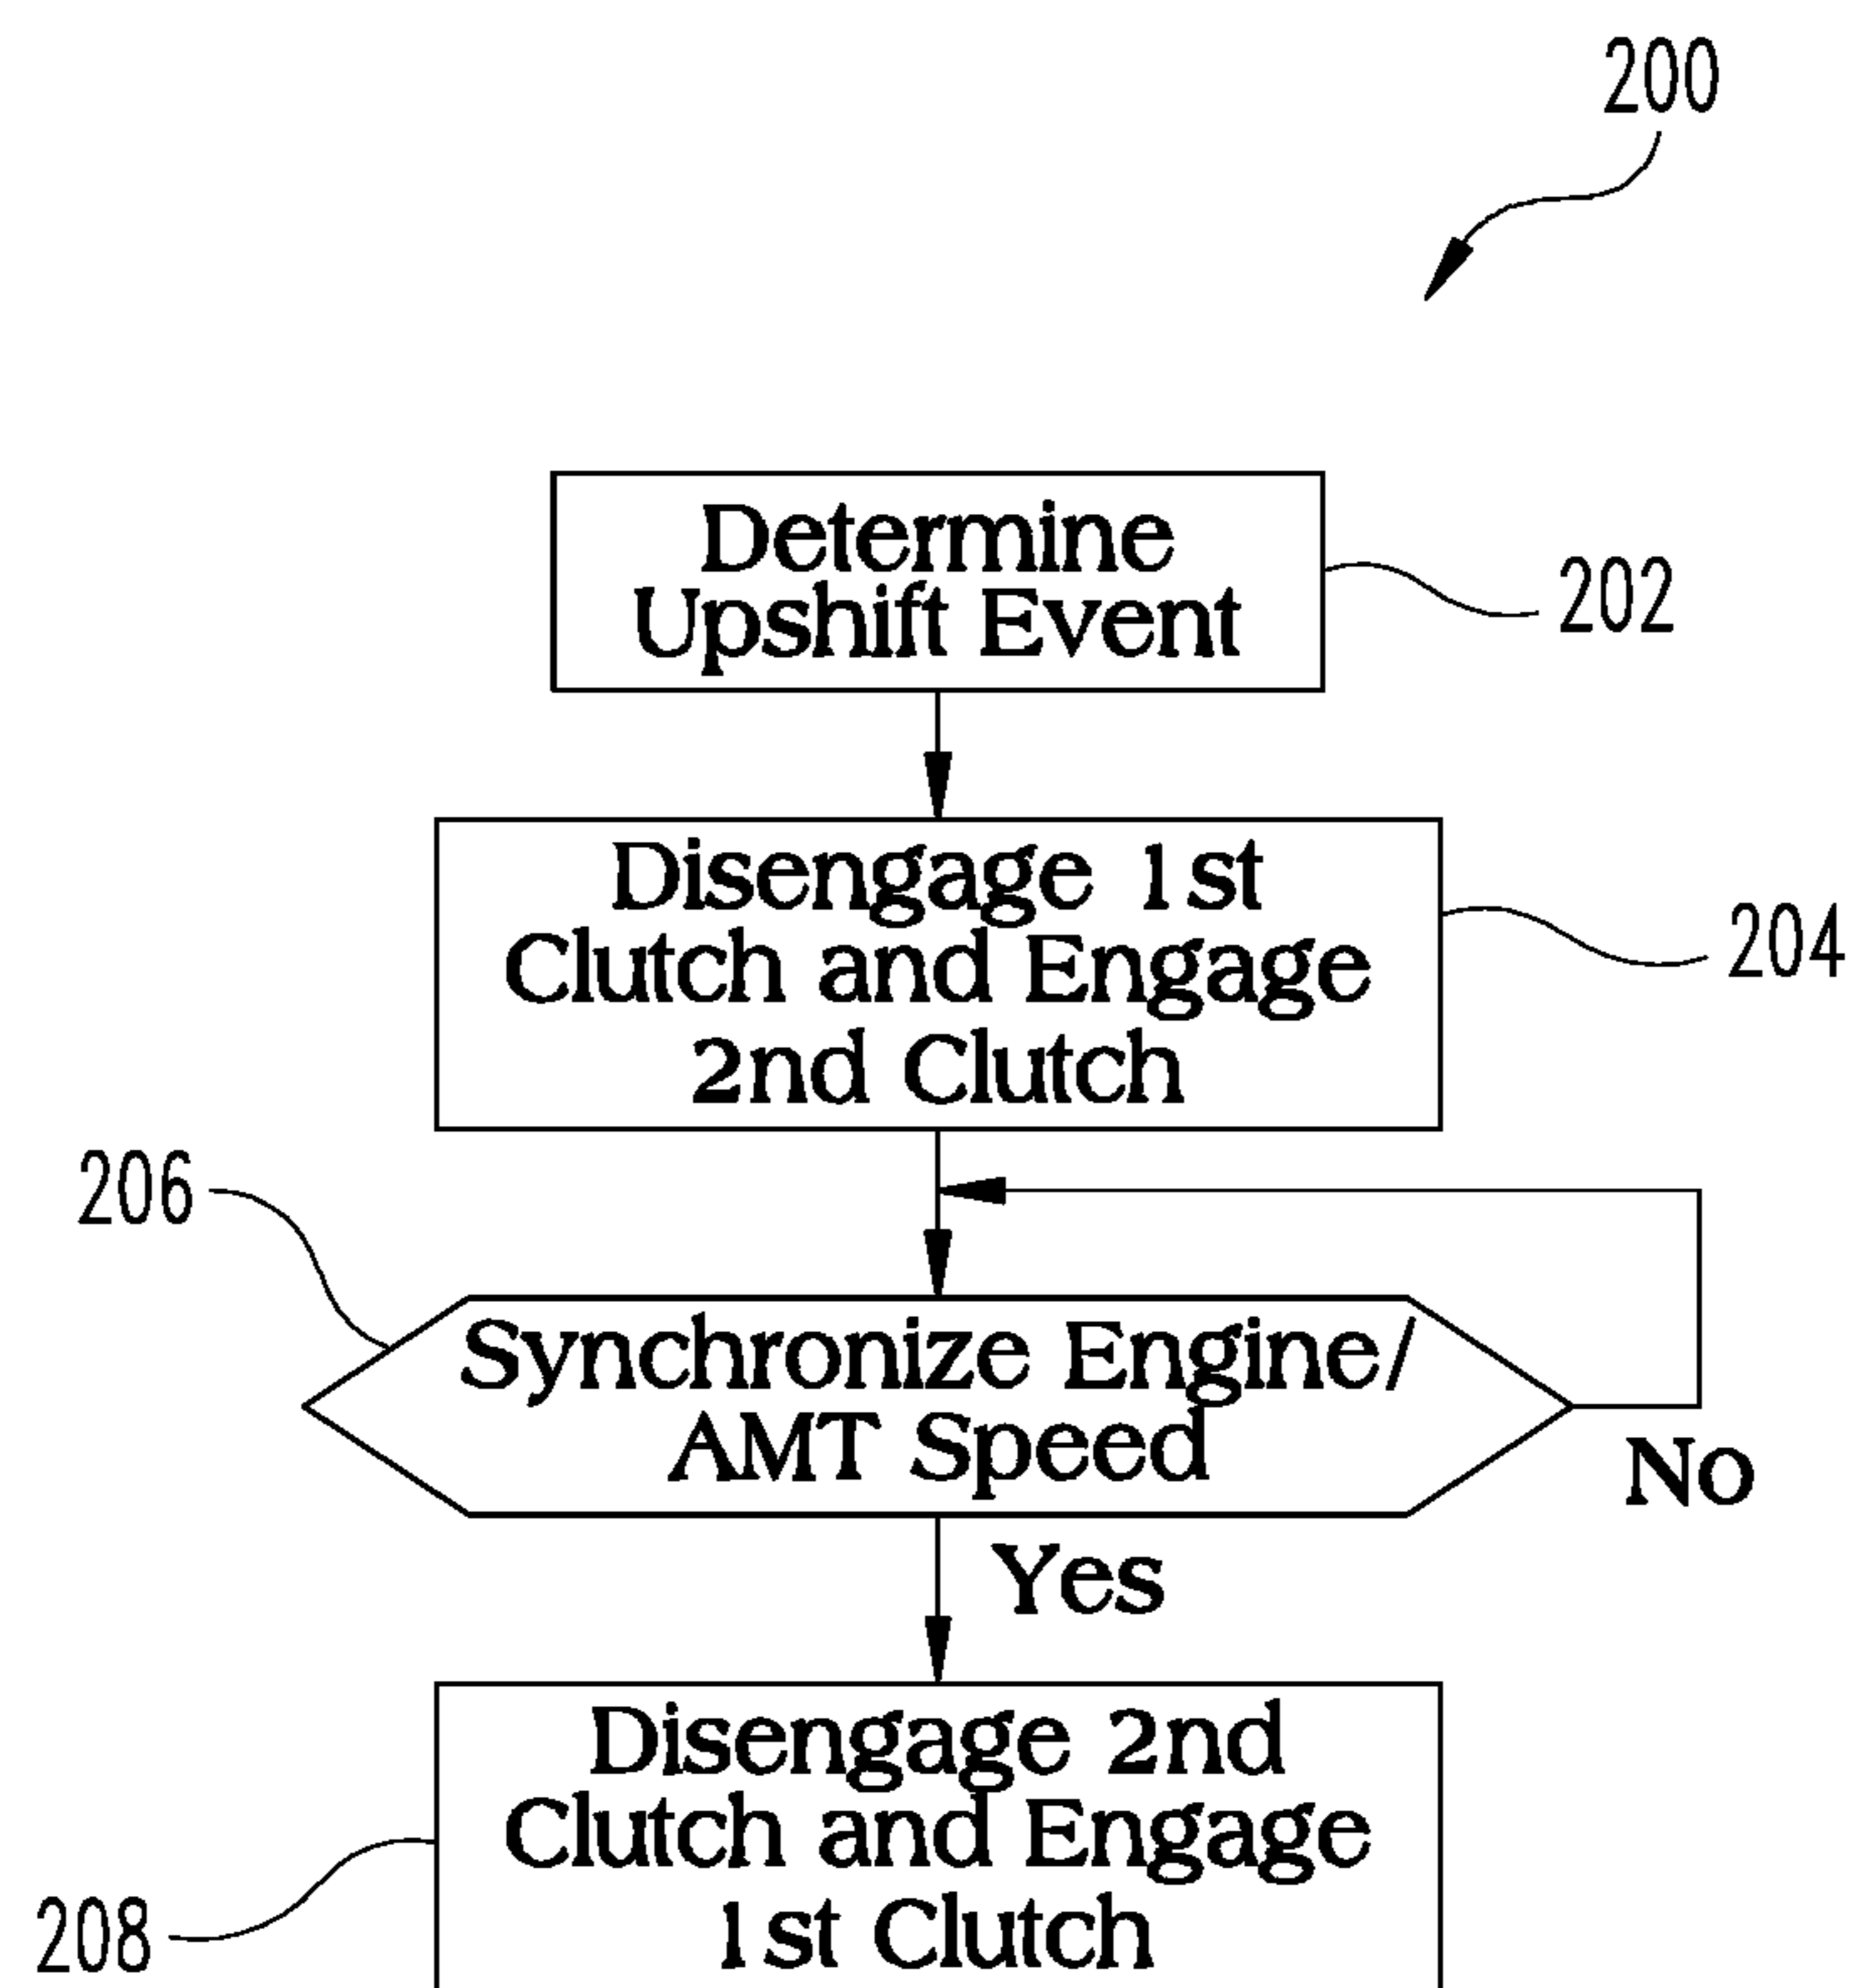 200
Determine
Upshift Event
202
Disengage 1st
Clutch and Engage
2nd Clutch
204
206
Synchronize Engine/
AMT Speed
No
Yes
Disengage 2nd
Clutch and Engage
1st Clutch
208